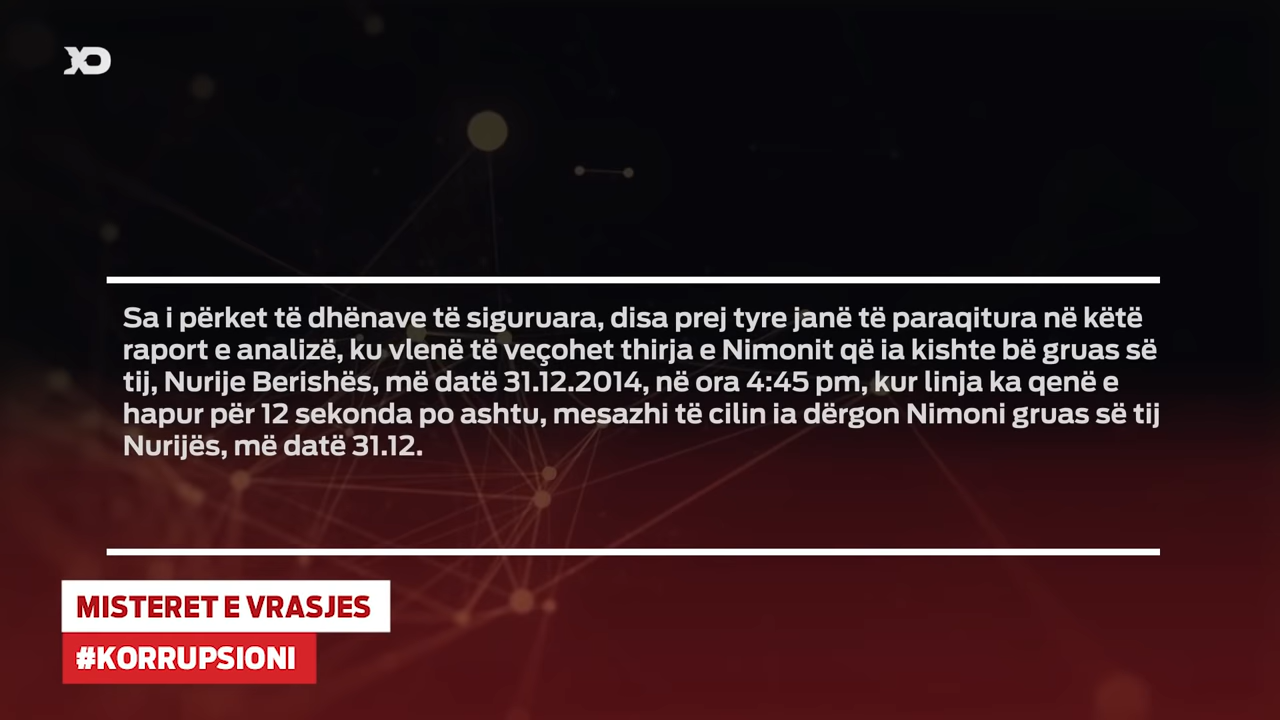 XD
Sa i përket të dhënave të siguruara, disa prej tyre janë të paraqitura në këtë
raport e analizë, ku vlenë të veçohet thirja e Nimonit që ia kishte bë gruas së
tij, Nurije Berishës, më datë 31.12.2014, në ora 4:45 pm, kur linja ka qenë e
hapur për 12 sekonda po ashtu, mesazhi të cilin ia dërgon Nimoni gruas së tij
Nurijës, më datë 31.12.
MISTERET E VRASJES
#KORRUPSIONI